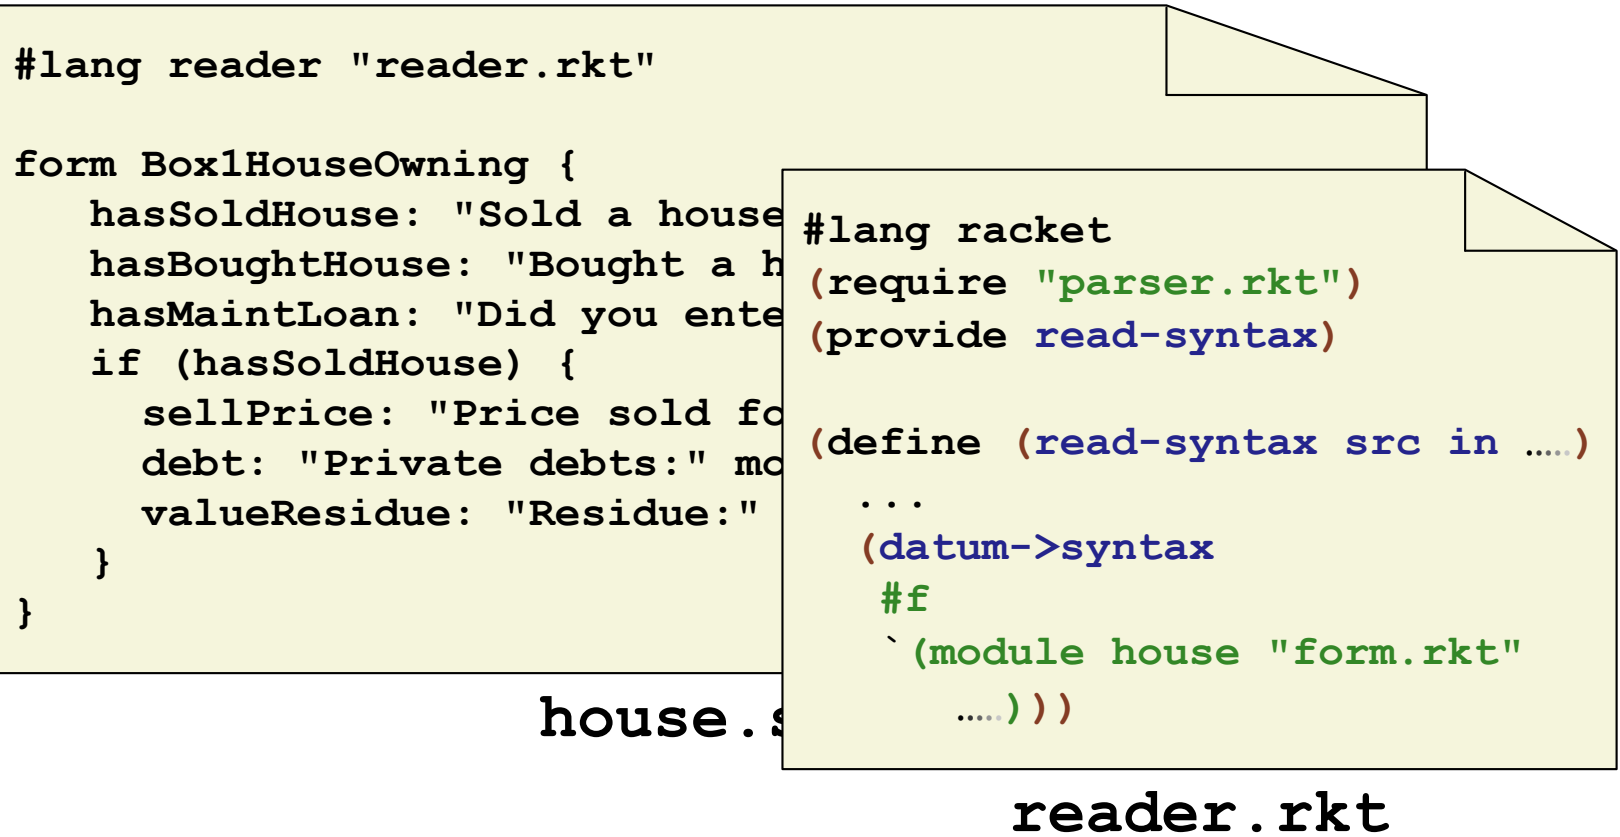 #lang reader "reader.rkt"
form Box1HouseOwning {
hasSoldHouse: "Sold a house
hasBoughtHouse: "Bought a h
hasMaintLoan: "Did you ente
if (hasSoldHouse) {
sellPrice: "Price sold fo
debt: "Private debts:" mo
valueResidue: "Residue:"
}
}
house.s
#lang racket
(require "parser.rkt")
(provide read-syntax)
(define (read-syntax src in .....)
...
(datum->syntax
#f
`(module house "form.rkt"
.....)))
reader.rkt